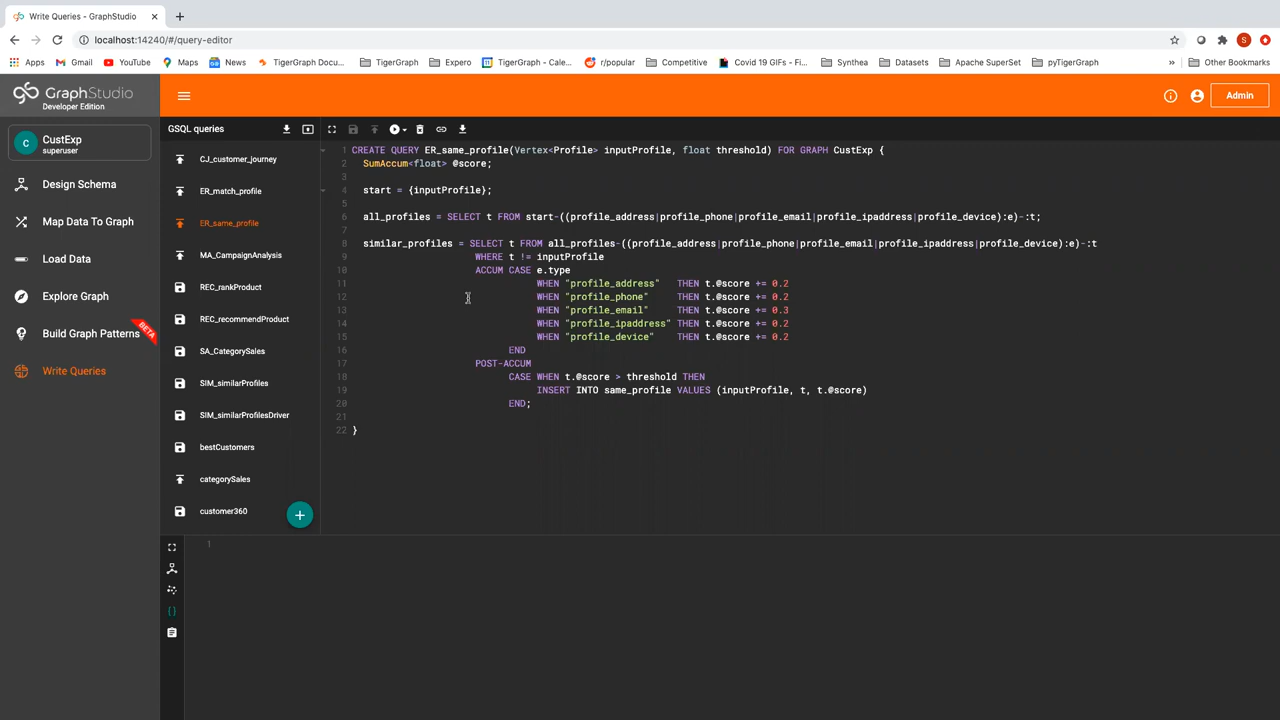 Write Queries - GraphStudio
localhost:14240/#/query-editor
Apps
Gmail
YouTube
Maps
News
TigerGraph Docu...
TigerGraph
Expero
TigerGraph - Cale...
r/popular
Competitive
Covid 19 GIFs - Fi...
Synthea
Datasets
Apache SuperSet
pyTigerGraph
»
Other Bookmarks
GraphStudio
Developer Edition
Admin
C
CustExp
superuser
Design Schema
Map Data To Graph
Load Data
Explore Graph
Build Graph Patterns
BETA
Write Queries
GSQL queries
CJ_customer_journey
ER_match_profile
ER_same_profile
MA_CampaignAnalysis
REC_rankProduct
REC_recommendProduct
SA_CategorySales
SIM_similarProfiles
SIM_similarProfilesDriver
bestCustomers
categorySales
customer360
1 CREATE QUERY ER_same_profile(Vertex<Profile> inputProfile, float threshold) FOR GRAPH CustExp {
2 SumAccum<float> @score;
3
4 start = {inputProfile};
5
6 all_profiles = SELECT t FROM start-((profile_address|profile_phone|profile_email|profile_ipaddress|profile_device):e)-:t;
7
8 similar_profiles = SELECT t FROM all_profiles-((profile_address|profile_phone|profile_email|profile_ipaddress|profile_device):e)-:t
9 WHERE t != inputProfile
10 ACCUM CASE e.type
11 WHEN "profile_address" THEN t.@score += 0.2
12 WHEN "profile_phone" THEN t.@score += 0.2
13 WHEN "profile_email" THEN t.@score += 0.3
14 WHEN "profile_ipaddress" THEN t.@score += 0.2
15 WHEN "profile_device" THEN t.@score += 0.2
16 END
17 POST-ACCUM
18 CASE WHEN t.@score > threshold THEN
19 INSERT INTO same_profile VALUES (inputProfile, t, t.@score)
20 END;
21
22 }
1